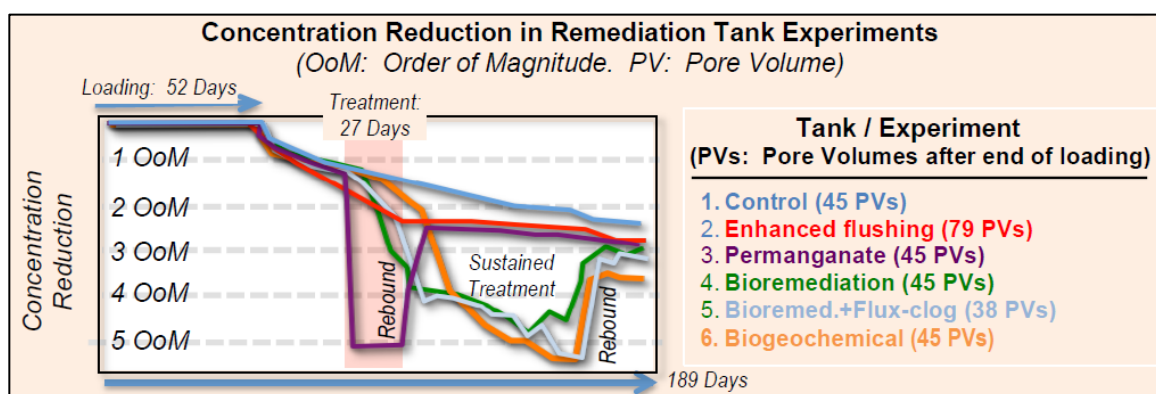 Concentration Reduction in Remediation Tank Experiments
(OoM: Order of Magnitude. PV: Pore Volume)
Loading: 52 Days
Treatment:
27 Days
1 OoM
2 OoM
3 OoM
4 OoM
5 OoM
Concentration
Reduction
Rebound
Sustained
Treatment
Rebound
189 Days
Tank / Experiment
(PVs: Pore Volumes after end of loading)
1. Control (45 PVs)
2. Enhanced flushing (79 PVs)
3. Permanganate (45 PVs)
4. Bioremediation (45 PVs)
5. Bioremed.+Flux-clog (38 PVs)
6. Biogeochemical (45 PVs)